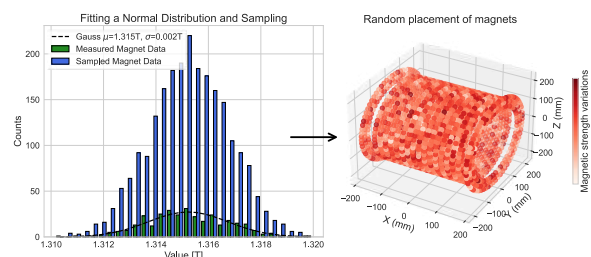 Fitting a Normal Distribution and Sampling
Random placement of magnets
Gauss μ=1.315T, σ=0.002T
Measured Magnet Data
Sampled Magnet Data
Counts
200
150
100
50
0
1.310 1.312 1.314 1.316 1.318 1.320
Value [T]
200
100
0
-100
-200
Z (mm)
-200
-100
0
100
200
X (mm)
-200
-100
0
100
200
Y (mm)
Magnetic strength variations